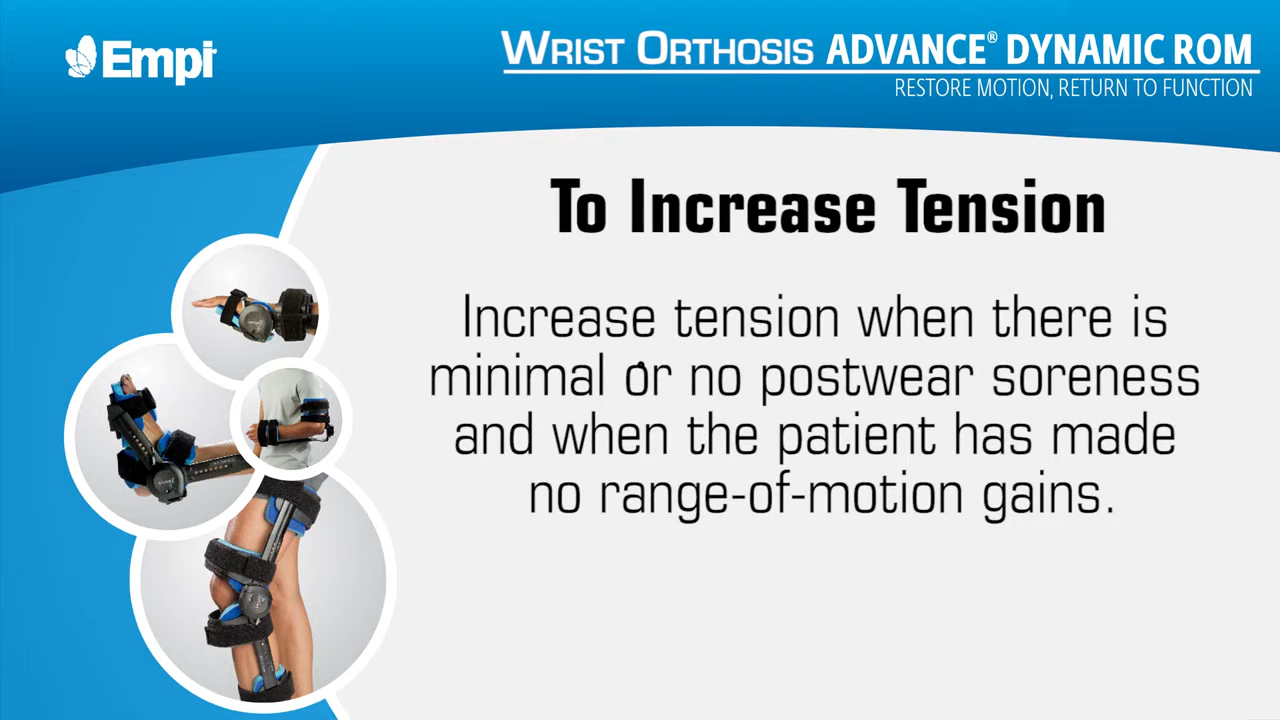 Empi
WRIST ORTHOSIS ADVANCE® DYNAMIC ROM
RESTORE MOTION, RETURN TO FUNCTION
To Increase Tension
Increase tension when there is
minimal or no postwear soreness
and when the patient has made
no range-of-motion gains.